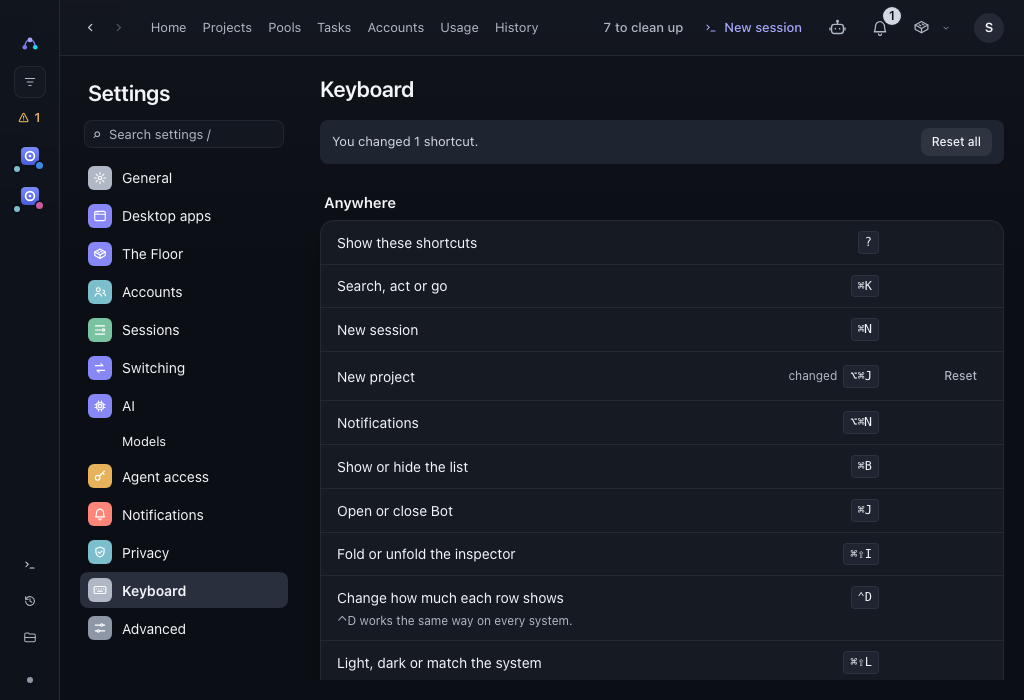 Home Projects Pools Tasks Accounts Usage History 7 to clean up New session 1 S
1
Settings
Search settings /
General
Desktop apps
The Floor
Accounts
Sessions
Switching
AI
Models
Agent access
Notifications
Privacy
Keyboard
Advanced
Keyboard
You changed 1 shortcut. Reset all
Anywhere
Show these shortcuts ?
Search, act or go ⌘K
New session ⌘N
New project changed ⌥⌘J Reset
Notifications ⌥⌘N
Show or hide the list ⌘B
Open or close Bot ⌘J
Fold or unfold the inspector ⌘⇧I
Change how much each row shows ^D
^D works the same way on every system.
Light, dark or match the system ⌘⇧L